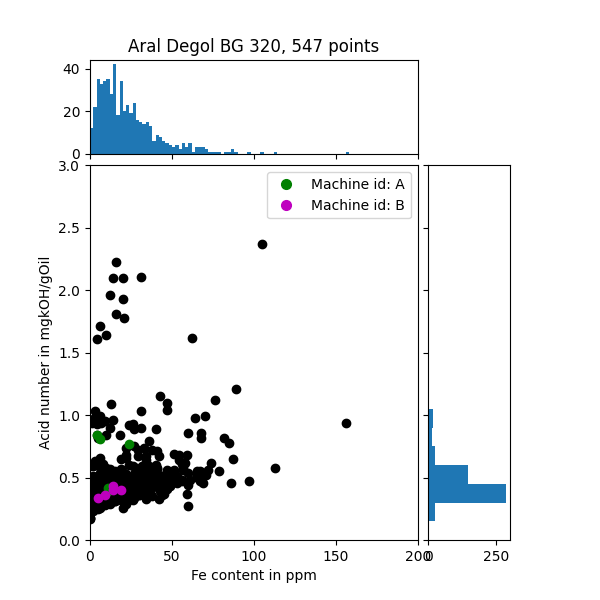 Aral Degol BG 320, 547 points
40
20
0
3.0
2.5
2.0
1.5
1.0
0.5
0.0
Acid number in mgkOH/gOil
Machine id: A
Machine id: B
0 50 100 150 200
0 250
Fe content in ppm